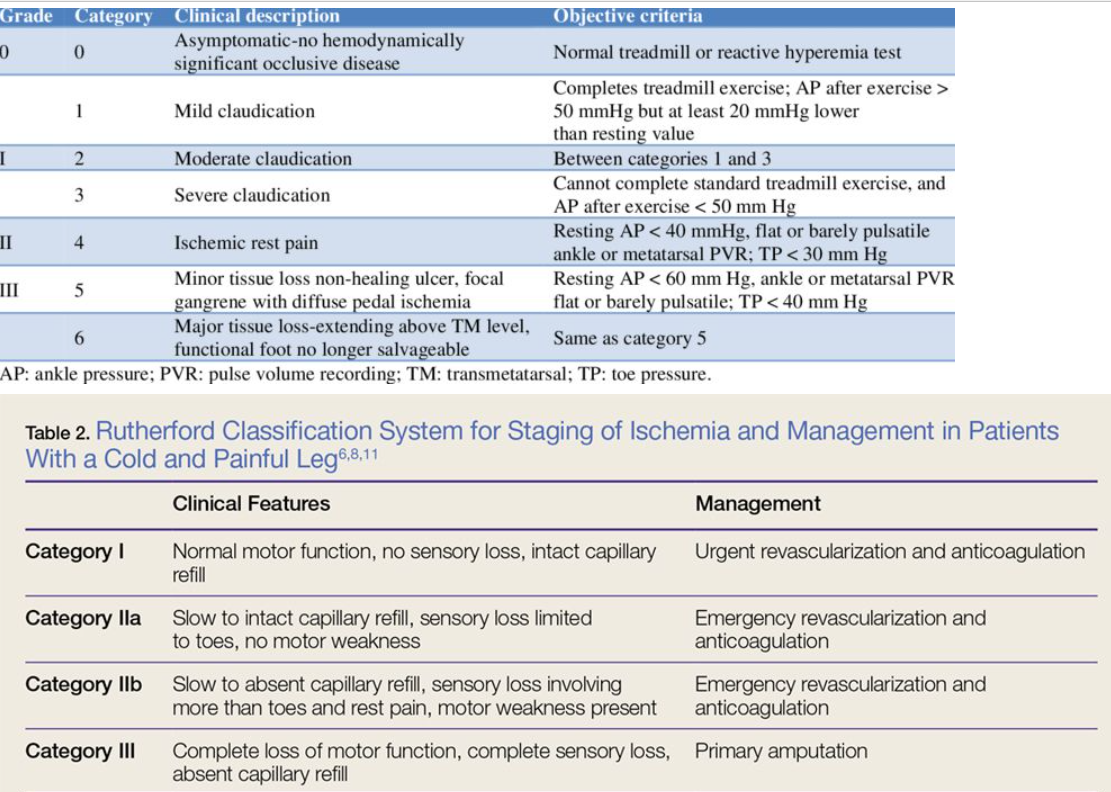 Grade Category Clinical description Objective criteria
0 0 Asymptomatic-no hemodynamically significant occlusive disease Normal treadmill or reactive hyperemia test
1 Mild claudication Completes treadmill exercise; AP after exercise > 50 mmHg but at least 20 mmHg lower than resting value
I 2 Moderate claudication Between categories 1 and 3
3 Severe claudication Cannot complete standard treadmill exercise, and AP after exercise < 50 mm Hg
II 4 Ischemic rest pain Resting AP < 40 mmHg, flat or barely pulsatile ankle or metatarsal PVR; TP < 30 mm Hg
III 5 Minor tissue loss non-healing ulcer, focal gangrene with diffuse pedal ischemia Resting AP < 60 mm Hg, ankle or metatarsal PVR flat or barely pulsatile; TP < 40 mm Hg
6 Major tissue loss-extending above TM level, functional foot no longer salvageable Same as category 5
AP: ankle pressure; PVR: pulse volume recording; TM: transmetatarsal; TP: toe pressure.
Table 2. Rutherford Classification System for Staging of Ischemia and Management in Patients
With a Cold and Painful Leg6,8,11
Clinical Features Management
Category I Normal motor function, no sensory loss, intact capillary refill Urgent revascularization and anticoagulation
Category IIa Slow to intact capillary refill, sensory loss limited to toes, no motor weakness Emergency revascularization and anticoagulation
Category IIb Slow to absent capillary refill, sensory loss involving more than toes and rest pain, motor weakness present Emergency revascularization and anticoagulation
Category III Complete loss of motor function, complete sensory loss, absent capillary refill Primary amputation